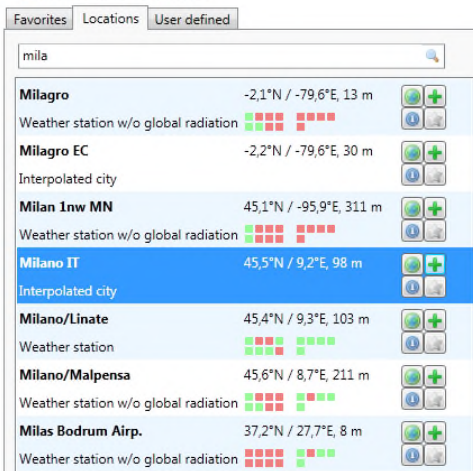 Favorites Locations User defined
mila
Milagro -2,1°N / -79,6°E, 13 m
Weather station w/o global radiation
Milagro EC -2,2°N / -79,6°E, 30 m
Interpolated city
Milan 1nw MN 45,1°N / -95,9°E, 311 m
Weather station w/o global radiation
Milano IT 45,5°N / 9,2°E, 98 m
Interpolated city
Milano/Linate 45,4°N / 9,3°E, 103 m
Weather station
Milano/Malpensa 45,6°N / 8,7°E, 211 m
Weather station w/o global radiation
Milas Bodrum Airp. 37,2°N / 27,7°E, 8 m
Weather station w/o global radiation